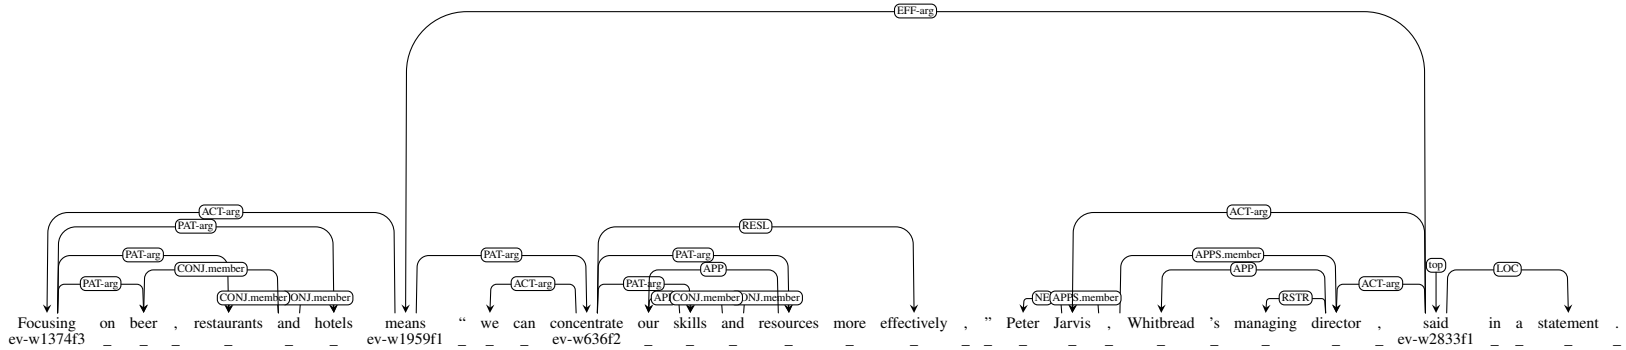 EFF-arg
ACT-arg ACT-arg
PAT-arg RESL
PAT-arg PAT-arg PAT-arg APPS.member
top
CONJ.member APP APP LOC
PAT-arg ACT-arg PAT-arg ACT-arg
CONJ.member CONJ.member APPS.member RSTR
Focusing on beer , restaurants and hotels means “ we can concentrate our skills and resources more effectively , ” Peter Jarvis , Whitbread ’s managing director , said in a statement .
ev-w1374f3 _ _ _ _ _ _ ev-w1959f1 _ _ _ ev-w636f2 _ _ _ _ _ _ _ _ _ _ _ _ _ _ _ _ ev-w2833f1 _ _ _ _